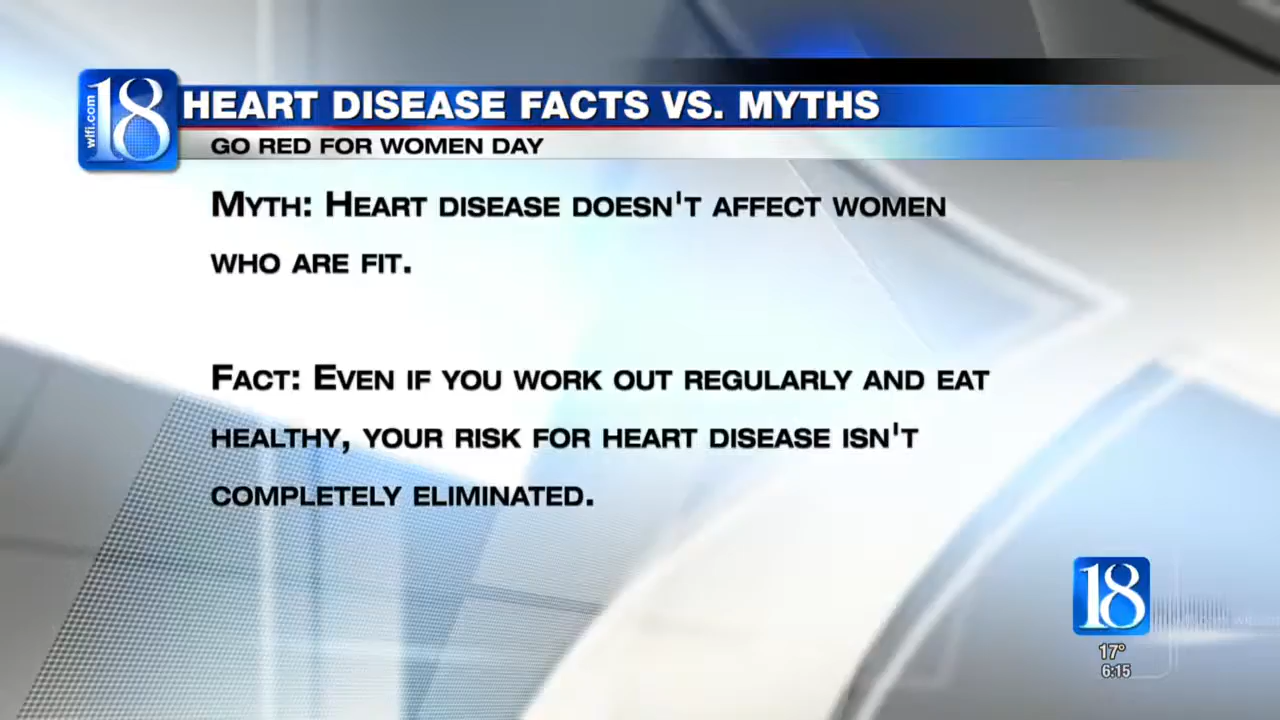 wlfi.com
18
HEART DISEASE FACTS VS. MYTHS
GO RED FOR WOMEN DAY
MYTH: HEART DISEASE DOESN'T AFFECT WOMEN
WHO ARE FIT.
FACT: EVEN IF YOU WORK OUT REGULARLY AND EAT
HEALTHY, YOUR RISK FOR HEART DISEASE ISN'T
COMPLETELY ELIMINATED.
18
17°
6:15